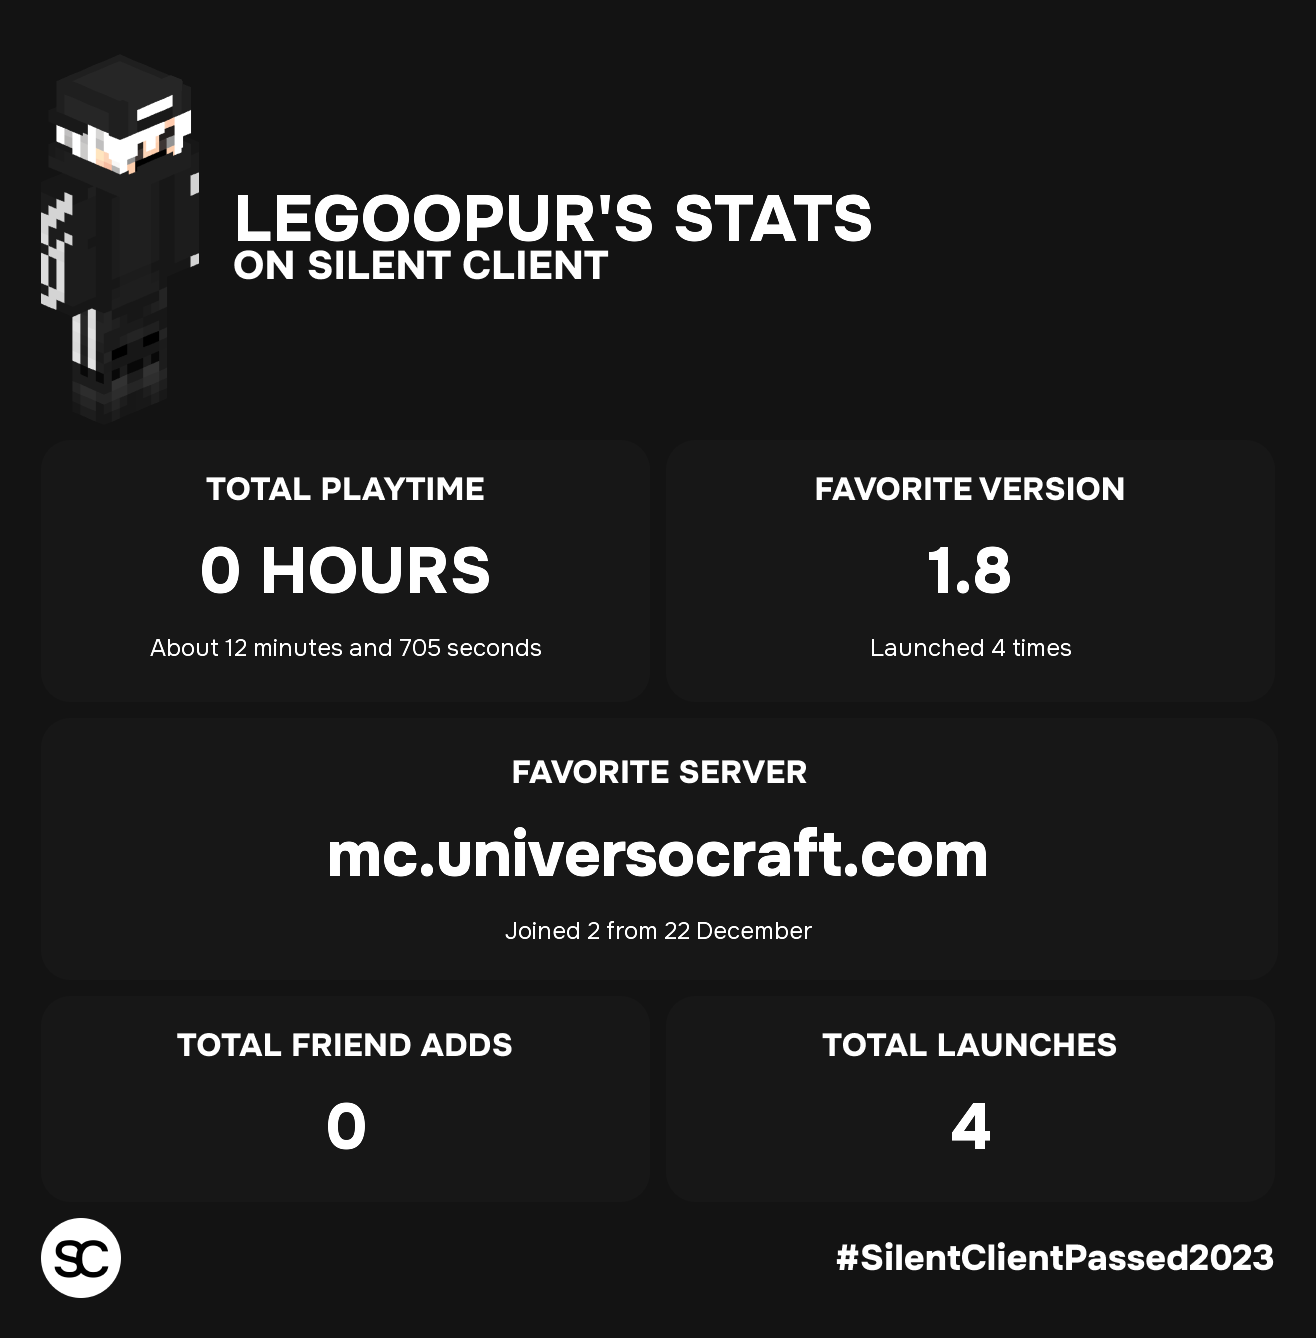 LEGOOPUR'S STATS
ON SILENT CLIENT
TOTAL PLAYTIME
0 HOURS
About 12 minutes and 705 seconds
FAVORITE VERSION
1.8
Launched 4 times
FAVORITE SERVER
mc.universocraft.com
Joined 2 from 22 December
TOTAL FRIEND ADDS
0
TOTAL LAUNCHES
4
SC
#SilentClientPassed2023